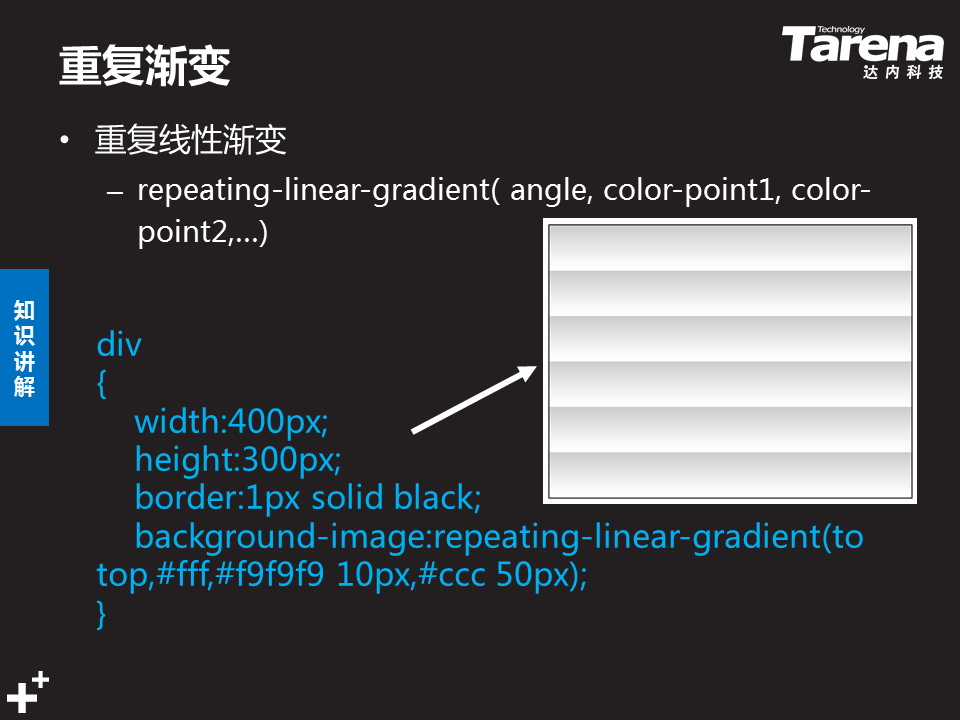 重复渐变
Technology
Tarena
达内科技
• 重复线性渐变
– repeating-linear-gradient( angle, color-point1, color-
point2,…)
知
识
讲
解
div
{
width:400px;
height:300px;
border:1px solid black;
background-image:repeating-linear-gradient(to
top,#fff,#f9f9f9 10px,#ccc 50px);
}